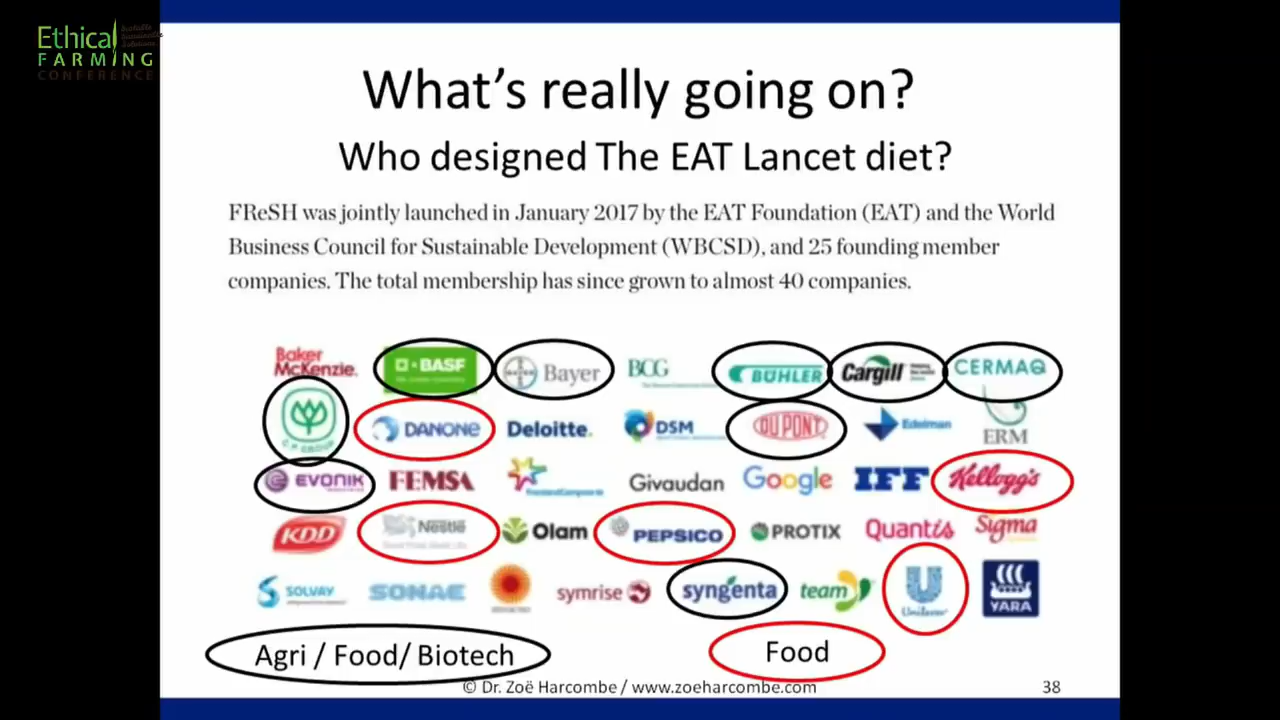 Ethical
FARMING
CONFERENCE
What's really going on?
Who designed The EAT Lancet diet?
FReSH was jointly launched in January 2017 by the EAT Foundation (EAT) and the World
Business Council for Sustainable Development (WBCSD), and 25 founding member
companies. The total membership has since grown to almost 40 companies.
Baker
McKenzie.
BASF
Bayer
BCG
BÜHLER
Cargill
CERMAQ
C.P. GROUP
DANONE
Deloitte.
DSM
DU PONT
Edelman
ERM
EVONIK
FEMSA
Givaudan
Google
IFF
Kellogg's
KDD
Nestlé
Olam
PEPSICO
PROTIX
Quantis
Sigma
SOLVAY
SONAE
symrise
syngenta
team
Unilever
YARA
Agri / Food/ Biotech
Food
© Dr. Zoë Harcombe / www.zoeharcombe.com
38